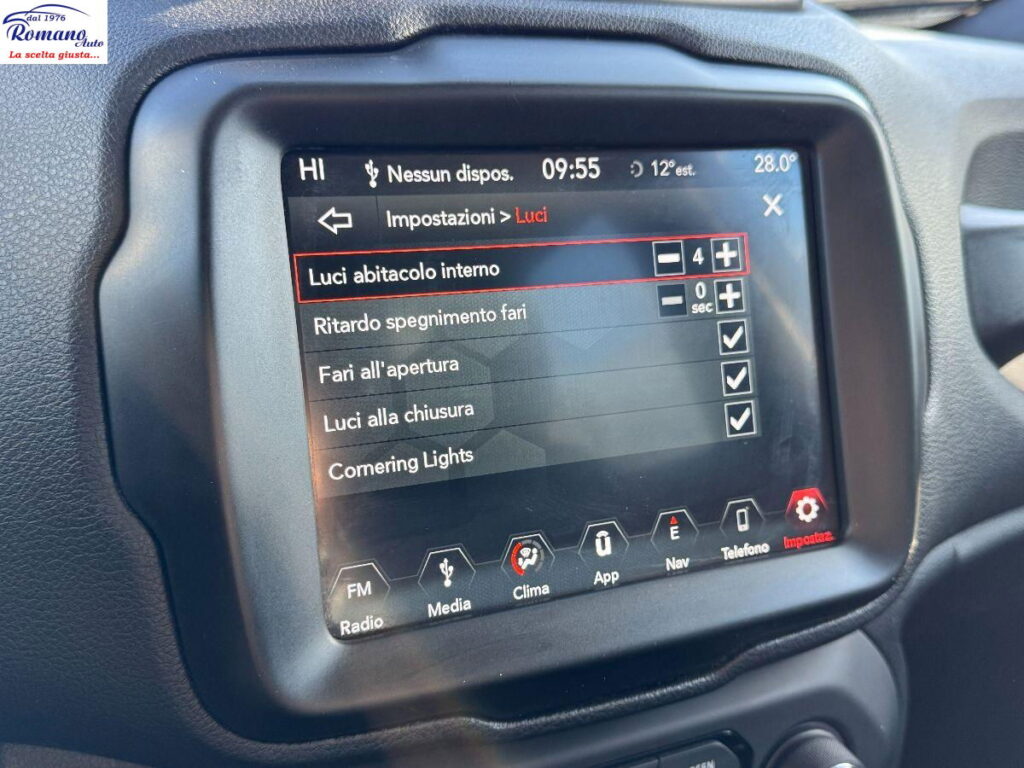 dal 1976
Romano
Auto
La scelta giusta...
HI Nessun dispos. 09:55 12°est. 28.0°
Impostazioni > Luci
Luci abitacolo interno 4
Ritardo spegnimento fari 0 sec
Fari all'apertura
Luci alla chiusura
Cornering Lights
FM E
Radio Media Clima App Nav Telefono Impostaz.